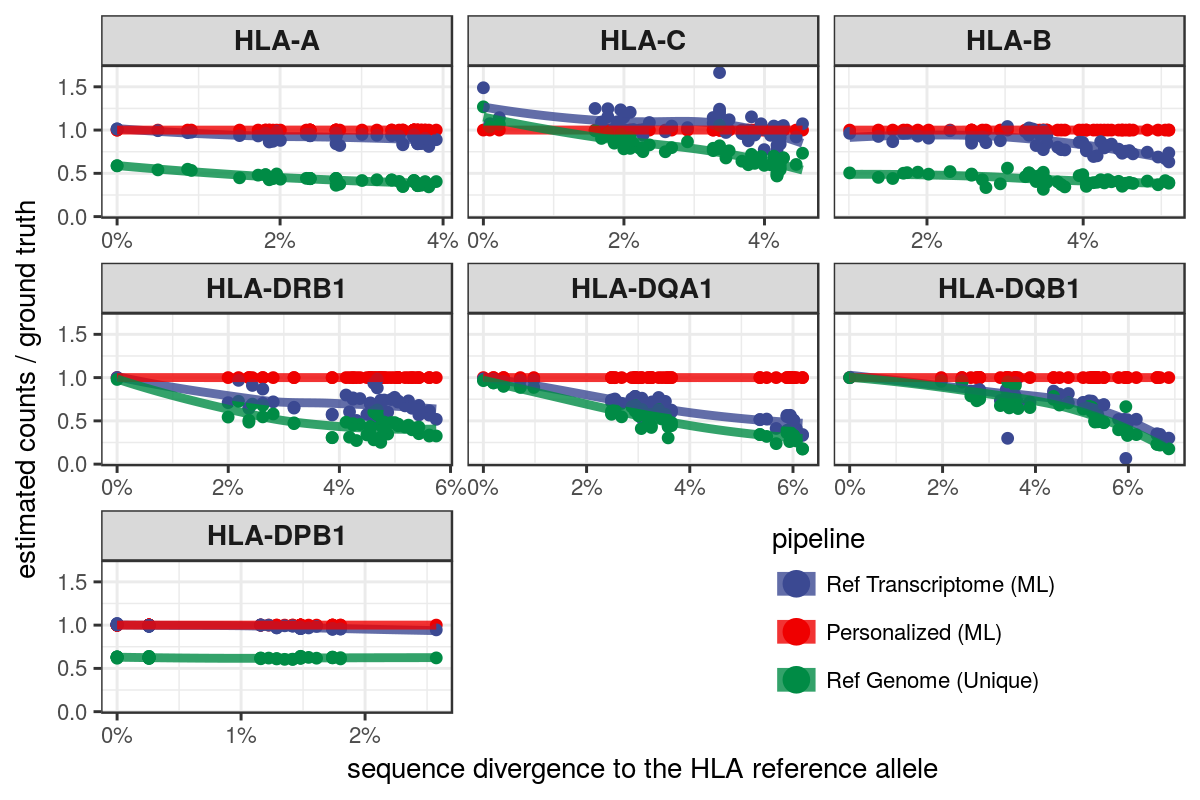 HLA-A HLA-C HLA-B
1.5
1.0
0.5
0.0
0% 2% 4% 0% 2% 4% 2% 4%
HLA-DRB1 HLA-DQA1 HLA-DQB1
1.5
1.0
0.5
0.0
0% 2% 4% 6% 0% 2% 4% 6% 0% 2% 4% 6%
HLA-DPB1
1.5
1.0
0.5
0.0
0% 1% 2%
estimated counts / ground truth
sequence divergence to the HLA reference allele
pipeline
Ref Transcriptome (ML)
Personalized (ML)
Ref Genome (Unique)